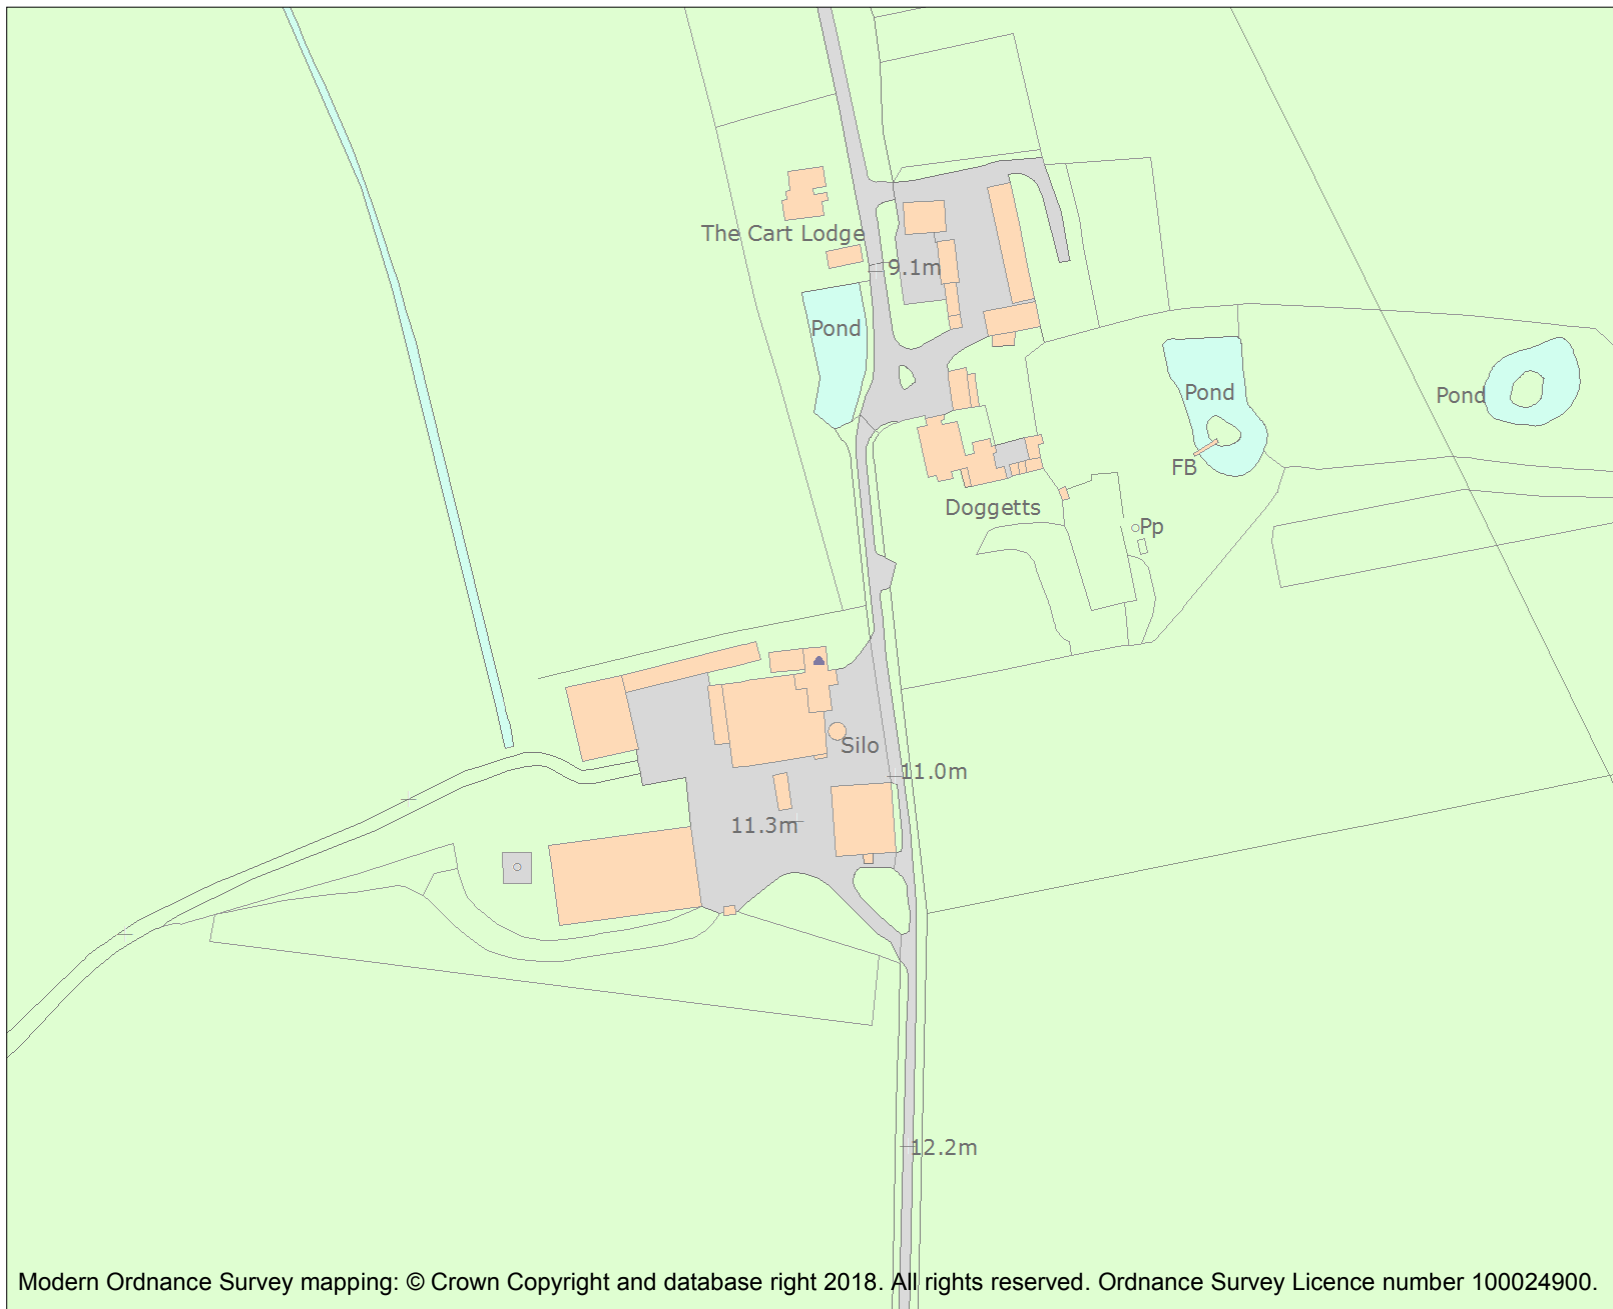 The Cart Lodge
9.1m
Pond
Pond
Pond
FB
Doggetts
Pp
Silo
11.0m
11.3m
12.2m
Modern Ordnance Survey mapping: © Crown Copyright and database right 2018. All rights reserved. Ordnance Survey Licence number 100024900.